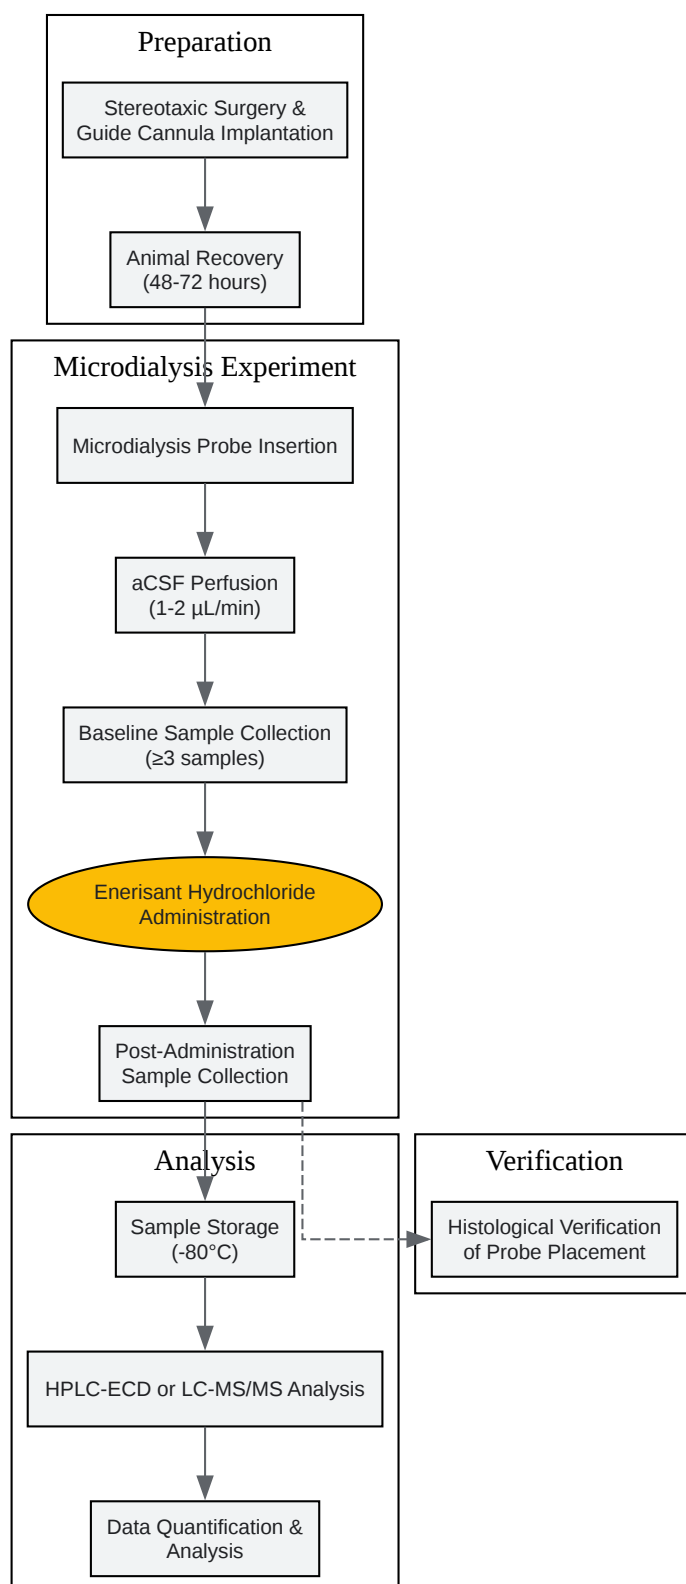 Preparation
Stereotaxic Surgery &
Guide Cannula Implantation
Animal Recovery
(48-72 hours)
Microdialysis Experiment
Microdialysis Probe Insertion
aCSF Perfusion
(1-2 µL/min)
Baseline Sample Collection
(≥3 samples)
Enerisant Hydrochloride
Administration
Post-Administration
Sample Collection
Analysis
Sample Storage
(-80°C)
HPLC-ECD or LC-MS/MS Analysis
Data Quantification &
Analysis
Verification
Histological Verification
of Probe Placement